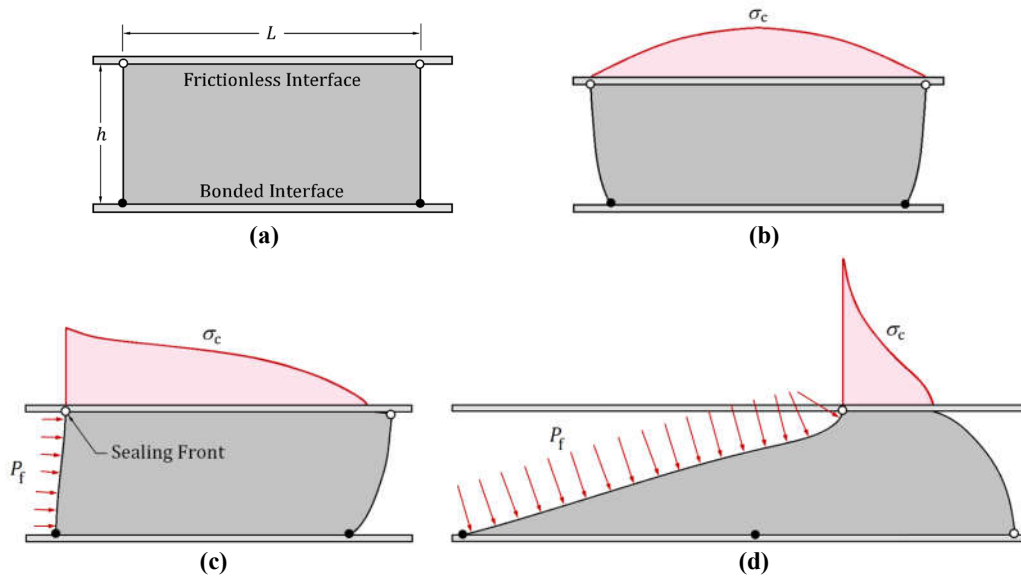 L
Frictionless Interface
h
Bonded Interface
(a)
σc
(b)
σc
Sealing Front
Pf
(c)
σc
Pf
(d)